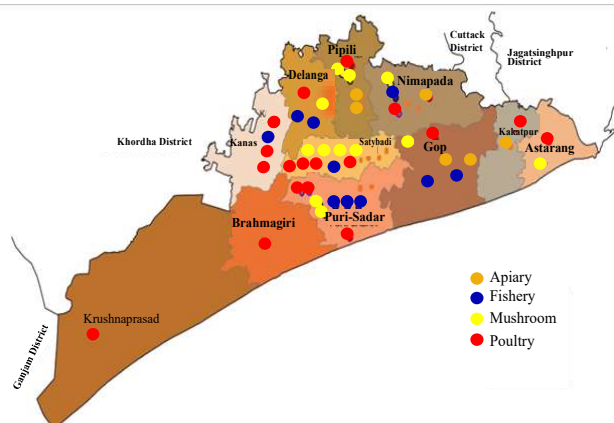 Cuttack
District
Jagatsinghpur
District
Pipili
Delanga
Nimapada
Khordha District
Kanas
Satybadi
Gop
Kakatpur
Astarang
Brahmagiri
Puri-Sadar
Krushnaprasad
Ganjam District
Apiary
Fishery
Mushroom
Poultry